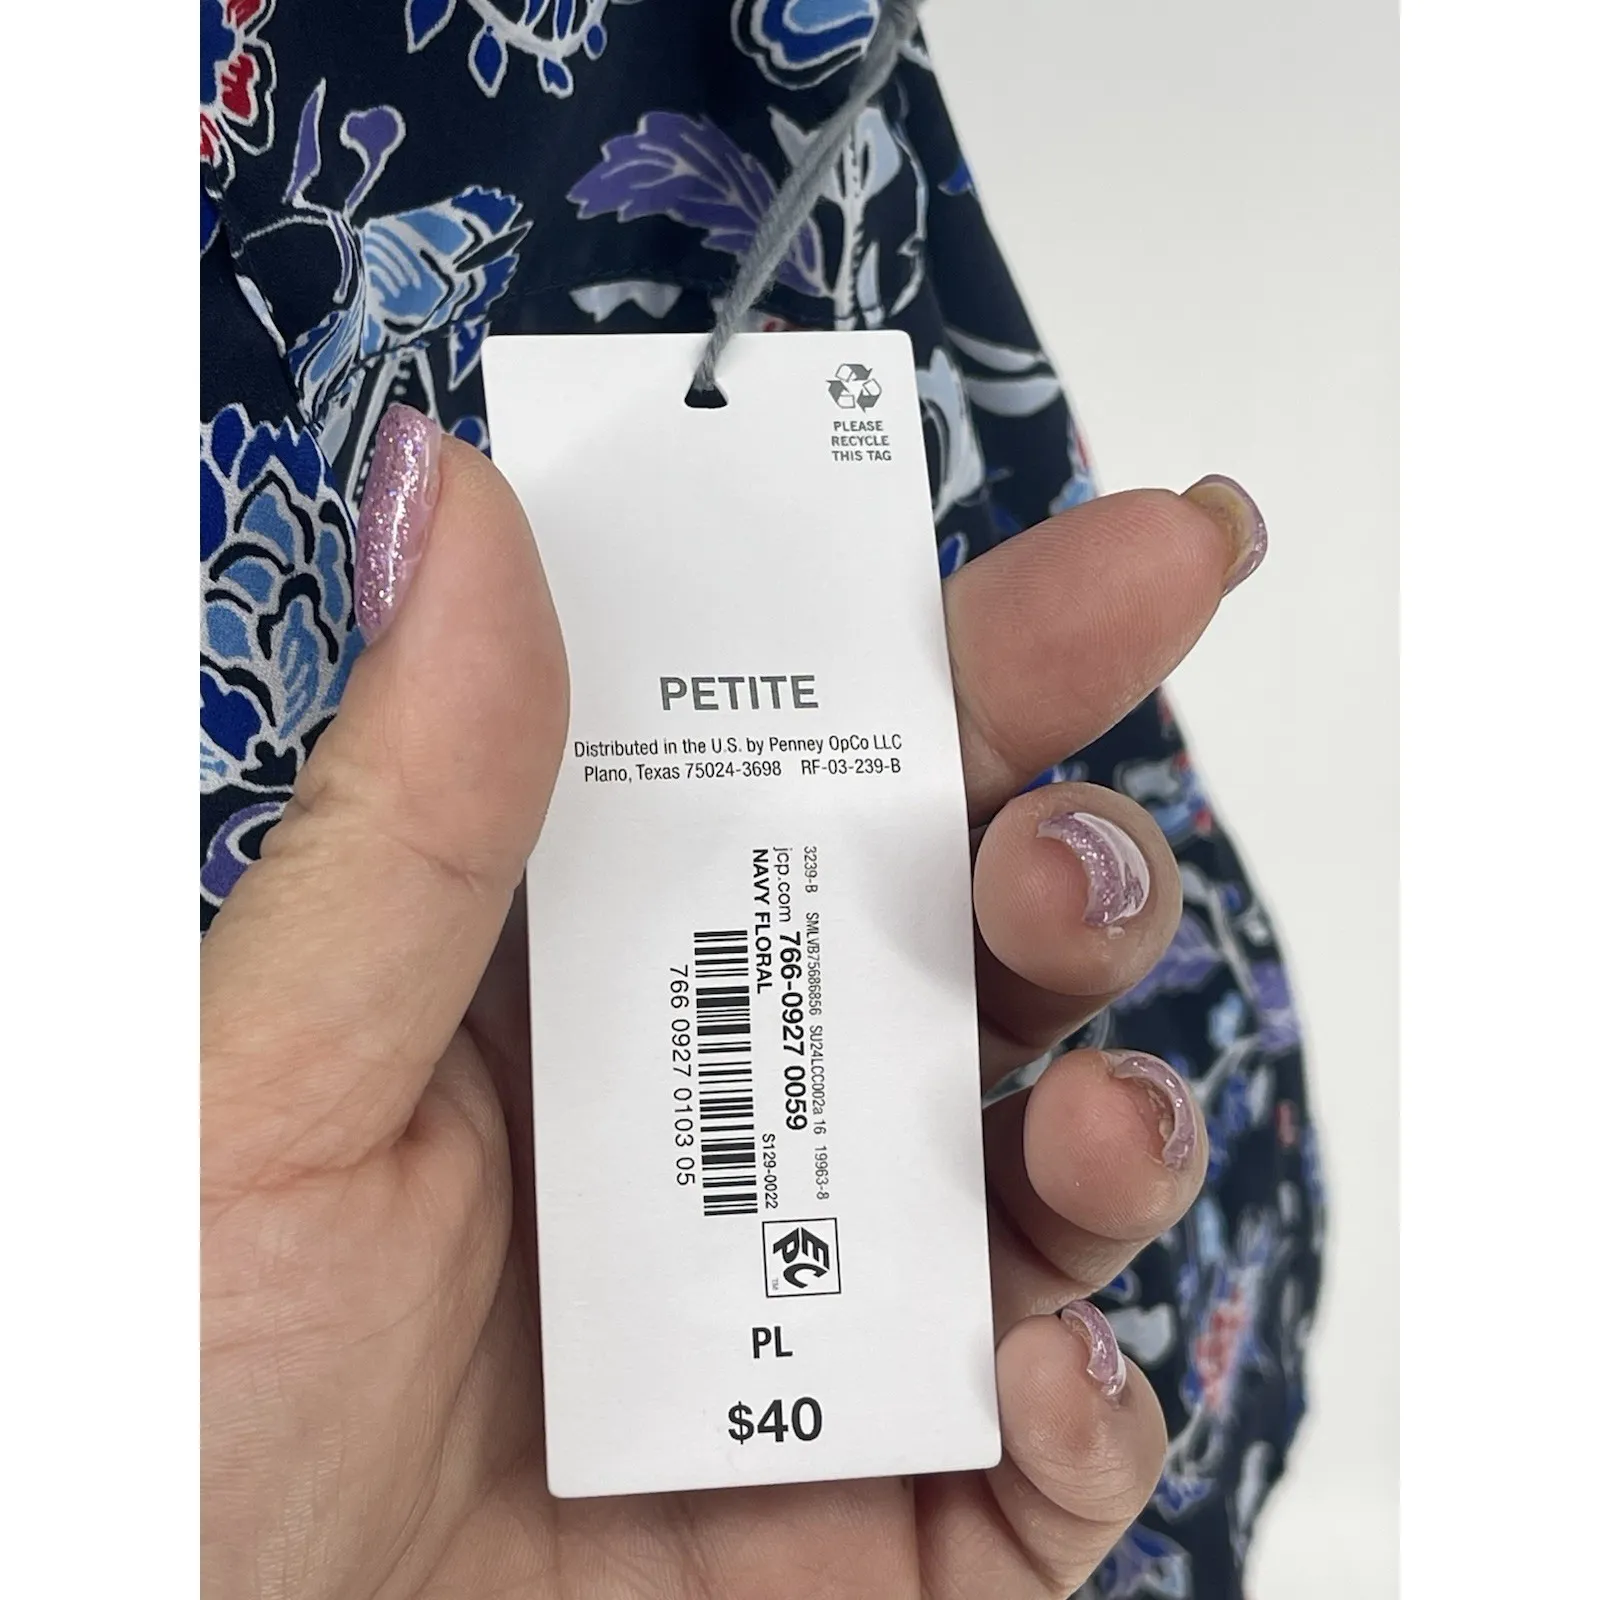 PLEASE
RECYCLE
THIS TAG
PETITE
Distributed in the U.S. by Penney OpCo LLC
Plano, Texas 75024-3698 RF-03-239-B
3239-B SMLVB75686856 SU24LCC002a 16 19963-8
jcp.com 766-0927 0059
NAVY FLORAL S129-0022
766 0927 0103 05
EPC
TM
PL
$40